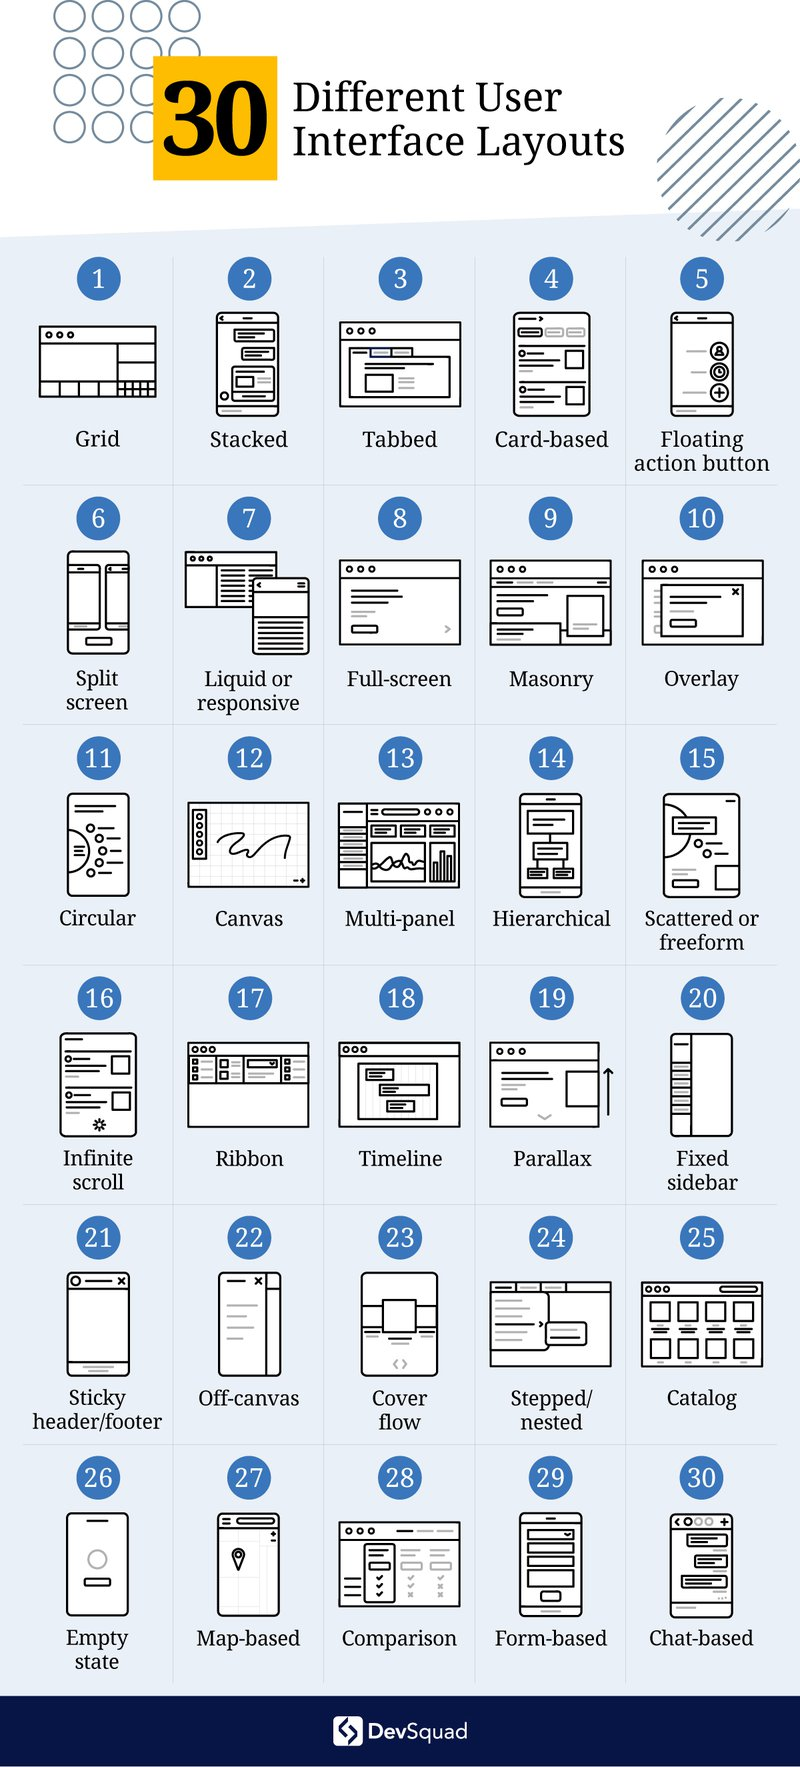 30
Different User
Interface Layouts
1
Grid
2
Stacked
3
Tabbed
4
Card-based
5
Floating
action button
6
Split
screen
7
Liquid or
responsive
8
Full-screen
9
Masonry
10
Overlay
11
Circular
12
Canvas
13
Multi-panel
14
Hierarchical
15
Scattered or
freeform
16
Infinite
scroll
17
Ribbon
18
Timeline
19
Parallax
20
Fixed
sidebar
21
Sticky
header/footer
22
Off-canvas
23
Cover
flow
24
Stepped/
nested
25
Catalog
26
Empty
state
27
Map-based
28
Comparison
29
Form-based
30
Chat-based
DevSquad